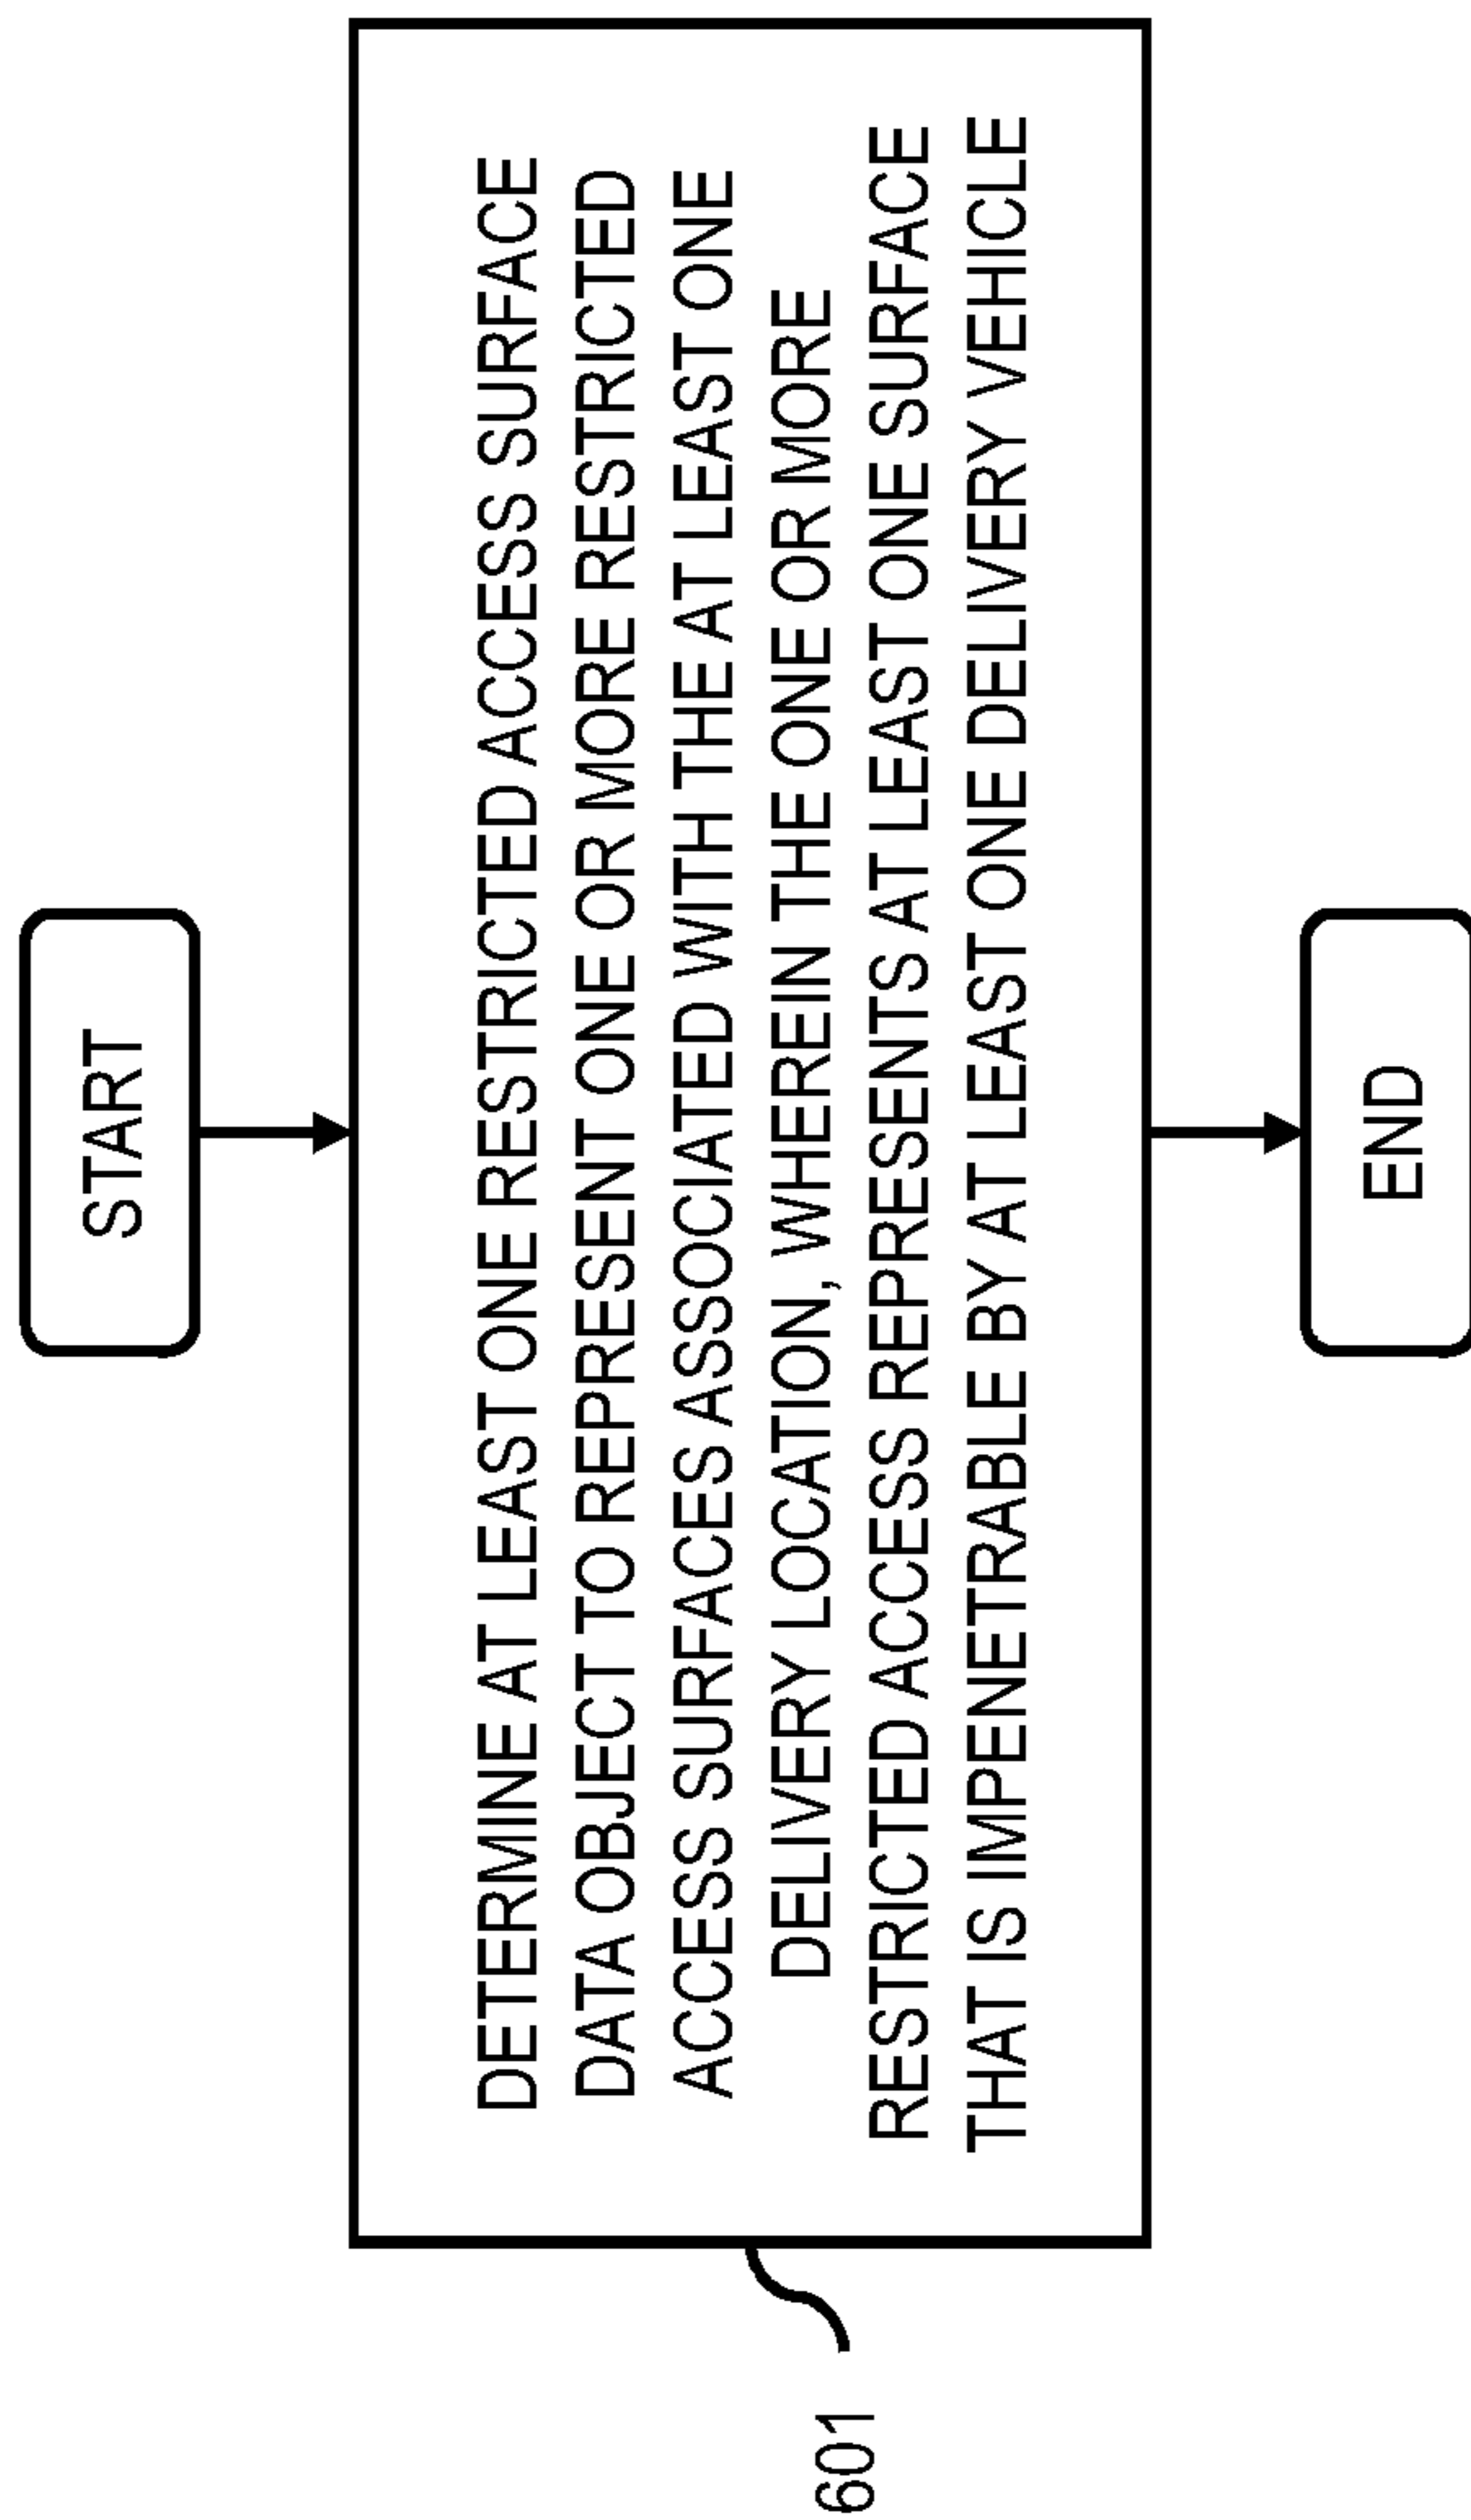 START
DETERMINE AT LEAST ONE RESTRICTED ACCESS SURFACE
DATA OBJECT TO REPRESENT ONE OR MORE RESTRICTED
ACCESS SURFACES ASSOCIATED WITH THE AT LEAST ONE
DELIVERY LOCATION, WHEREIN THE ONE OR MORE
RESTRICTED ACCESS REPRESENTS AT LEAST ONE SURFACE
THAT IS IMPENETRABLE BY AT LEAST ONE DELIVERY VEHICLE
601
END